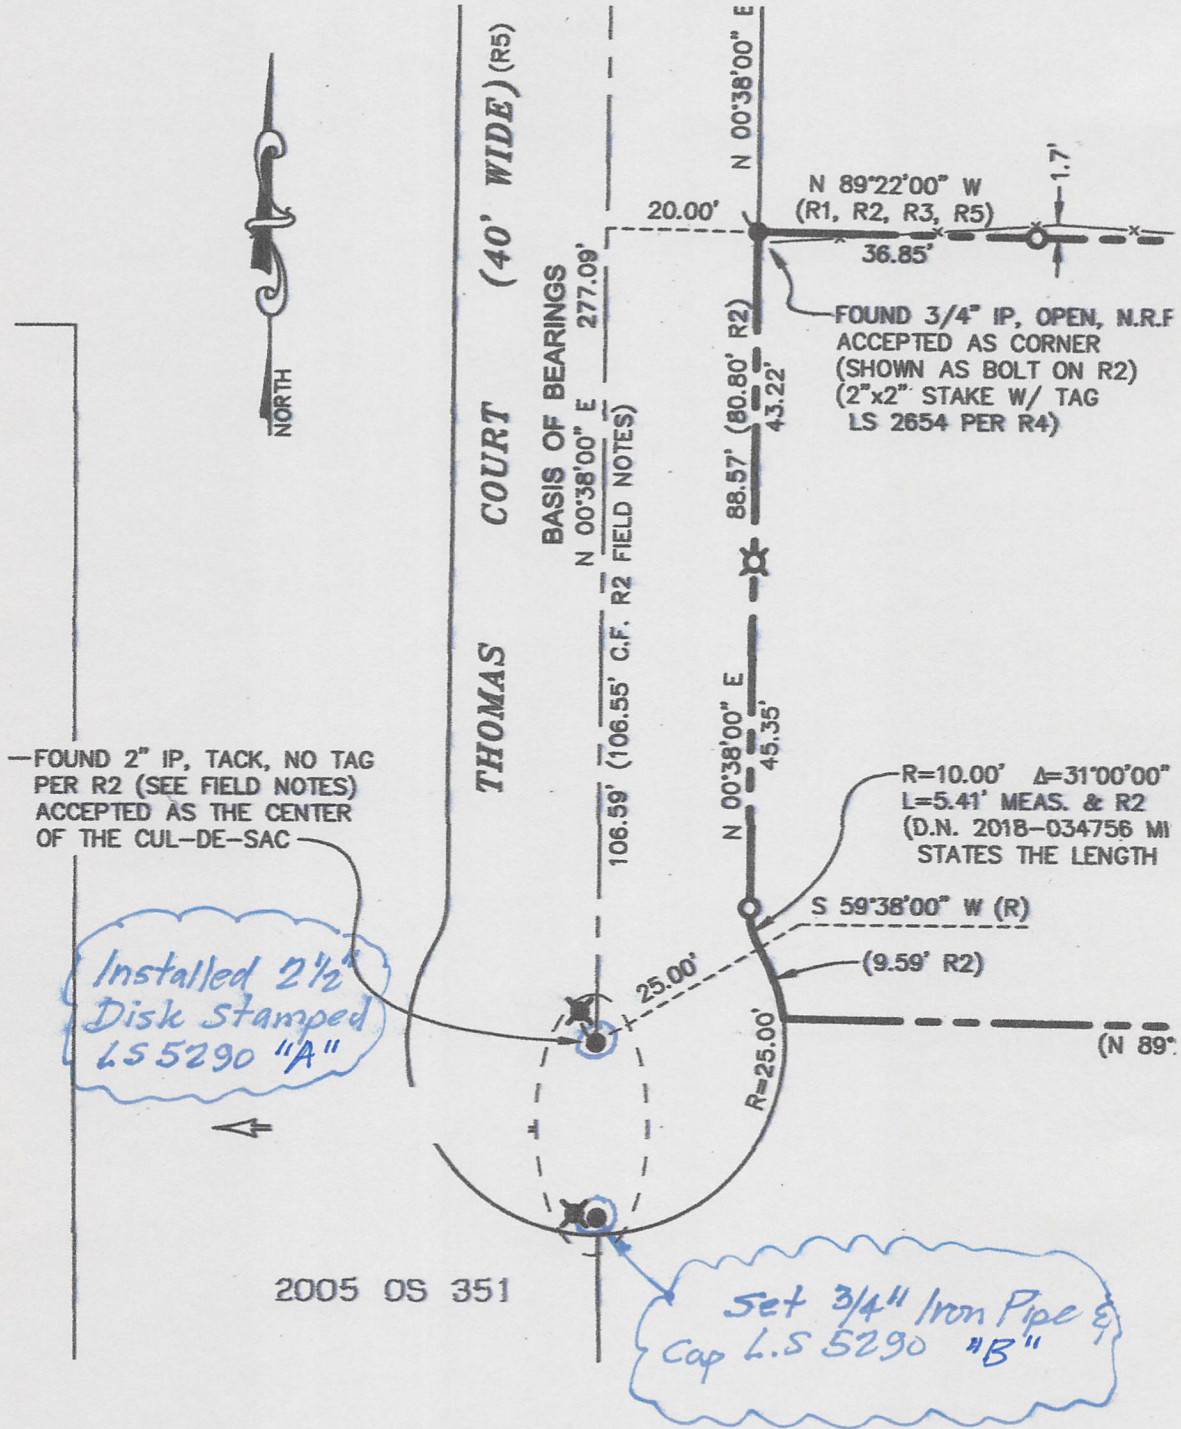 THOMAS COURT (40' WIDE) (R5)
N 00°38'00" E
1.7'
N 89°22'00" W
(R1, R2, R3, R5)
20.00'
36.85'
NORTH
BASIS OF BEARINGS
N 00°38'00" E 277.09'
106.59' (106.55' C.F. R2 FIELD NOTES)
88.57' (80.80' R2)
43.22'
FOUND 3/4" IP, OPEN, N.R.F
ACCEPTED AS CORNER
(SHOWN AS BOLT ON R2)
(2"x2" STAKE W/ TAG
LS 2654 PER R4)
N 00°38'00" E
45.35'
FOUND 2" IP, TACK, NO TAG
PER R2 (SEE FIELD NOTES)
ACCEPTED AS THE CENTER
OF THE CUL-DE-SAC
R=10.00' Δ=31°00'00"
L=5.41' MEAS. & R2
(D.N. 2018-034756 MI
STATES THE LENGTH
S 59°38'00" W (R)
(9.59' R2)
25.00'
Installed 2½"
Disk Stamped
LS 5290 "A"
R=25.00'
(N 89°
2005 OS 351
Set 3/4" Iron Pipe &
Cap L.S 5290 "B"